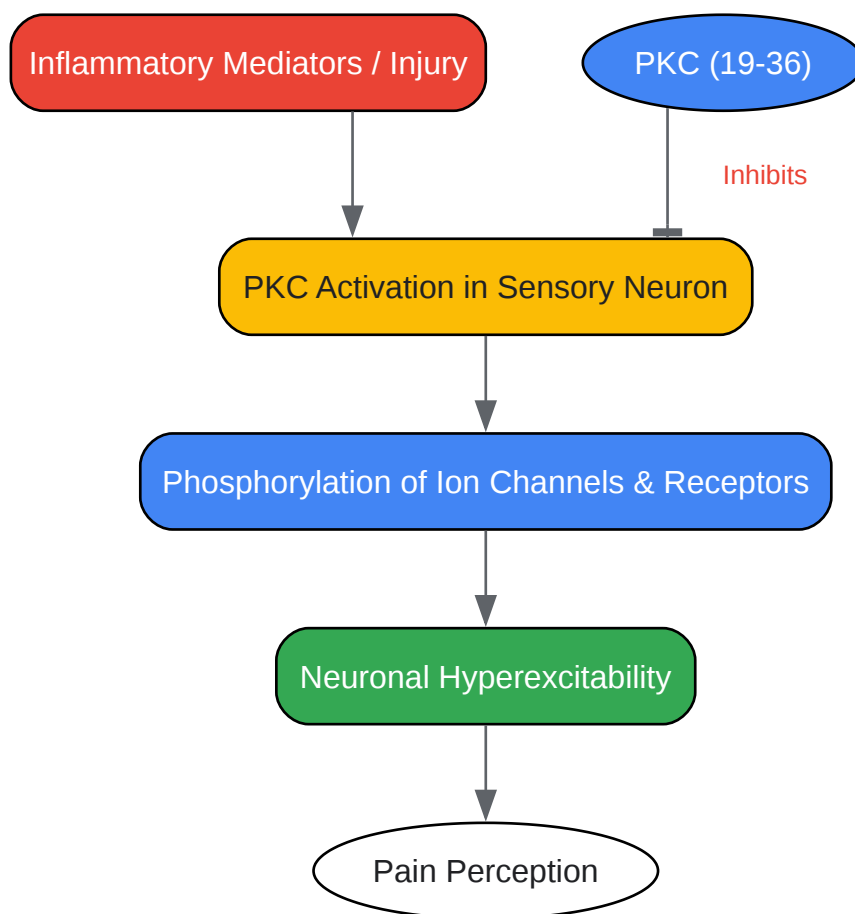 Inflammatory Mediators / Injury
PKC (19-36)
Inhibits
PKC Activation in Sensory Neuron
Phosphorylation of Ion Channels & Receptors
Neuronal Hyperexcitability
Pain Perception